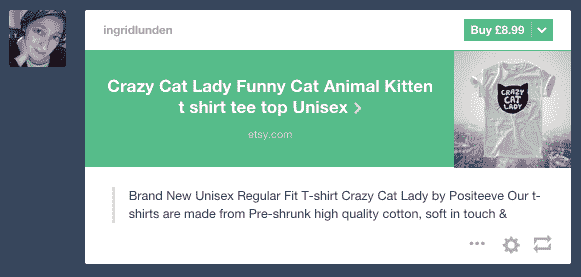 ingridlunden
Buy £8.99
Crazy Cat Lady Funny Cat Animal Kitten
t shirt tee top Unisex >
etsy.com
CRAZY
CAT
LADY
Brand New Unisex Regular Fit T-shirt Crazy Cat Lady by Positeeve Our t-
shirts are made from Pre-shrunk high quality cotton, soft in touch &